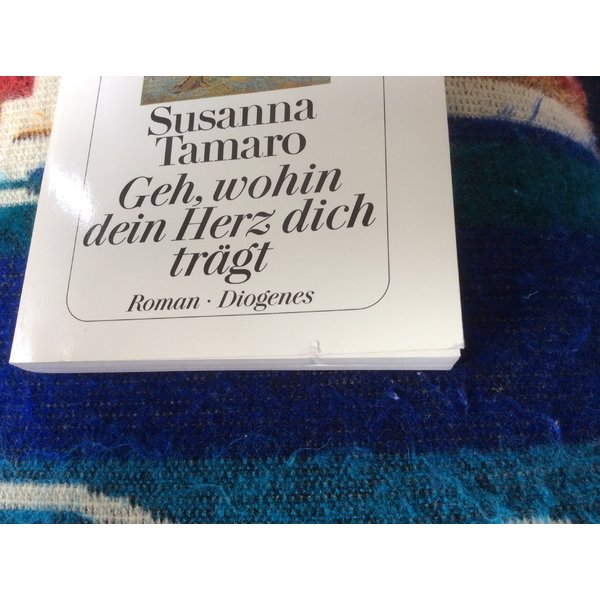 Susanna
Tamaro
Geh, wohin
dein Herz dich
trägt
Roman · Diogenes